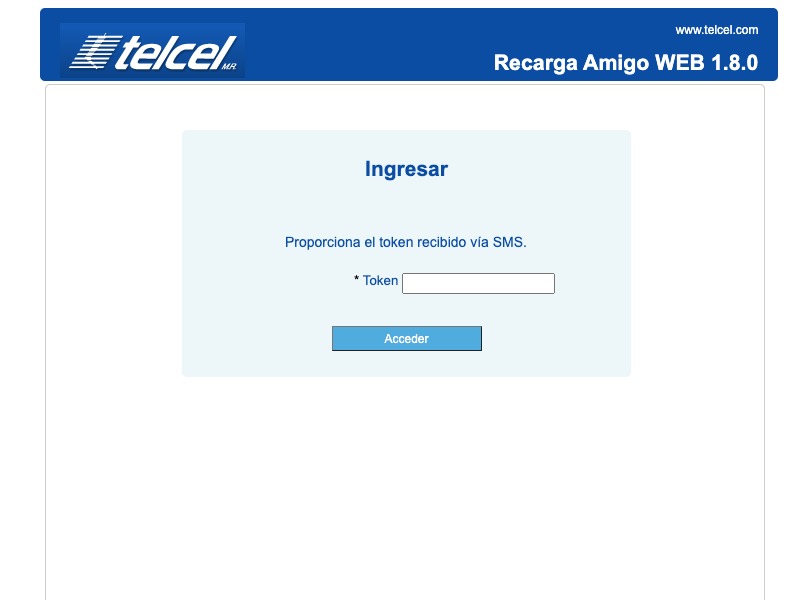 telcel M.R.
www.telcel.com
Recarga Amigo WEB 1.8.0
Ingresar
Proporciona el token recibido vía SMS.
* Token
Acceder